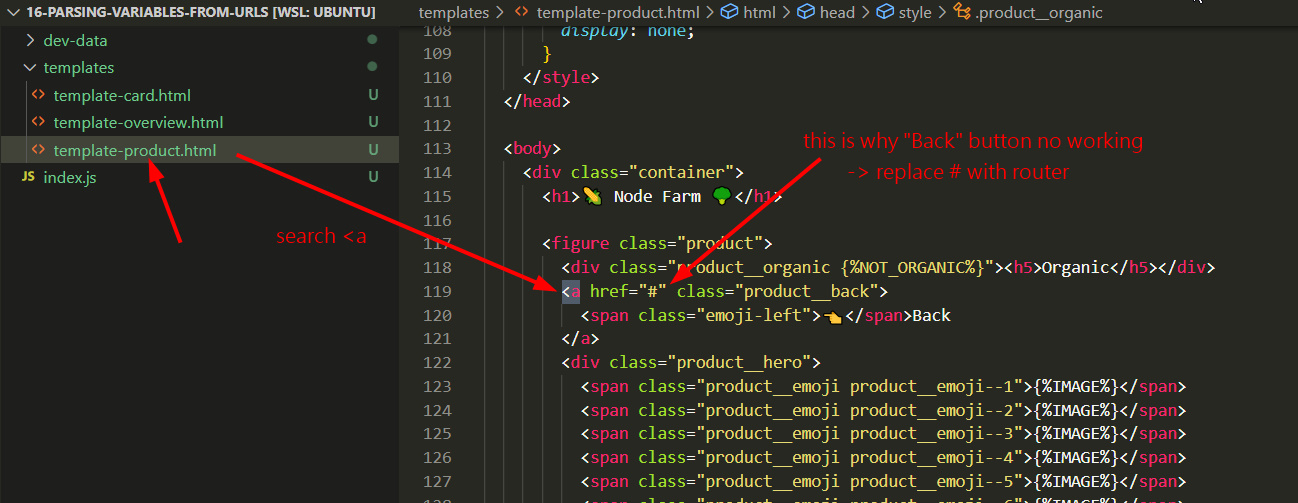 16-PARSING-VARIABLES-FROM-URLS [WSL: UBUNTU]
dev-data
templates
template-card.html U
template-overview.html U
template-product.html U
JS index.js U
search <a
templates > template-product.html > html > head > style > .product__organic
108 display: none;
109 }
110 </style>
111 </head>
112
113 <body>
114 <div class="container">
115 <h1>🌽 Node Farm 🥦</h1>
116
117 <figure class="product">
118 <div class="product__organic {%NOT_ORGANIC%}"><h5>Organic</h5></div>
119 <a href="#" class="product__back">
120 <span class="emoji-left">👈</span>Back
121 </a>
122 <div class="product__hero">
123 <span class="product__emoji product__emoji--1">{%IMAGE%}</span>
124 <span class="product__emoji product__emoji--2">{%IMAGE%}</span>
125 <span class="product__emoji product__emoji--3">{%IMAGE%}</span>
126 <span class="product__emoji product__emoji--4">{%IMAGE%}</span>
127 <span class="product__emoji product__emoji--5">{%IMAGE%}</span>
this is why "Back" button no working
-> replace # with router